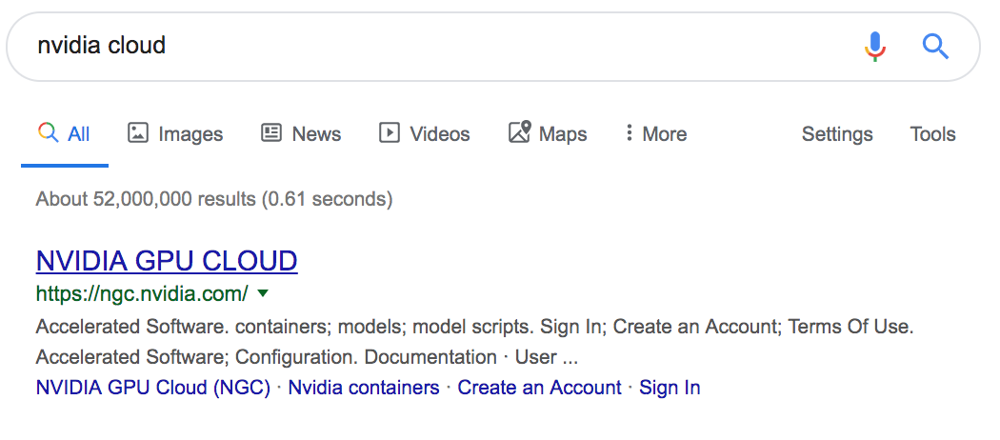 nvidia cloud
All Images News Videos Maps More Settings Tools
About 52,000,000 results (0.61 seconds)
NVIDIA GPU CLOUD
https://ngc.nvidia.com/
Accelerated Software. containers; models; model scripts. Sign In; Create an Account; Terms Of Use.
Accelerated Software; Configuration. Documentation · User ...
NVIDIA GPU Cloud (NGC) · Nvidia containers · Create an Account · Sign In